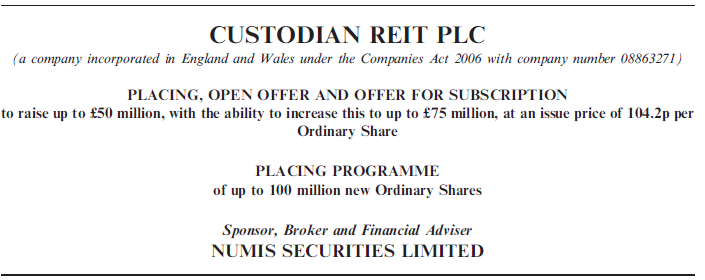 CUSTODIAN REIT PLC
(a company incorporated in England and Wales under the Companies Act 2006 with company number 08863271)
PLACING, OPEN OFFER AND OFFER FOR SUBSCRIPTION
to raise up to £50 million, with the ability to increase this to up to £75 million, at an issue price of 104.2p per
Ordinary Share
PLACING PROGRAMME
of up to 100 million new Ordinary Shares
Sponsor, Broker and Financial Adviser
NUMIS SECURITIES LIMITED